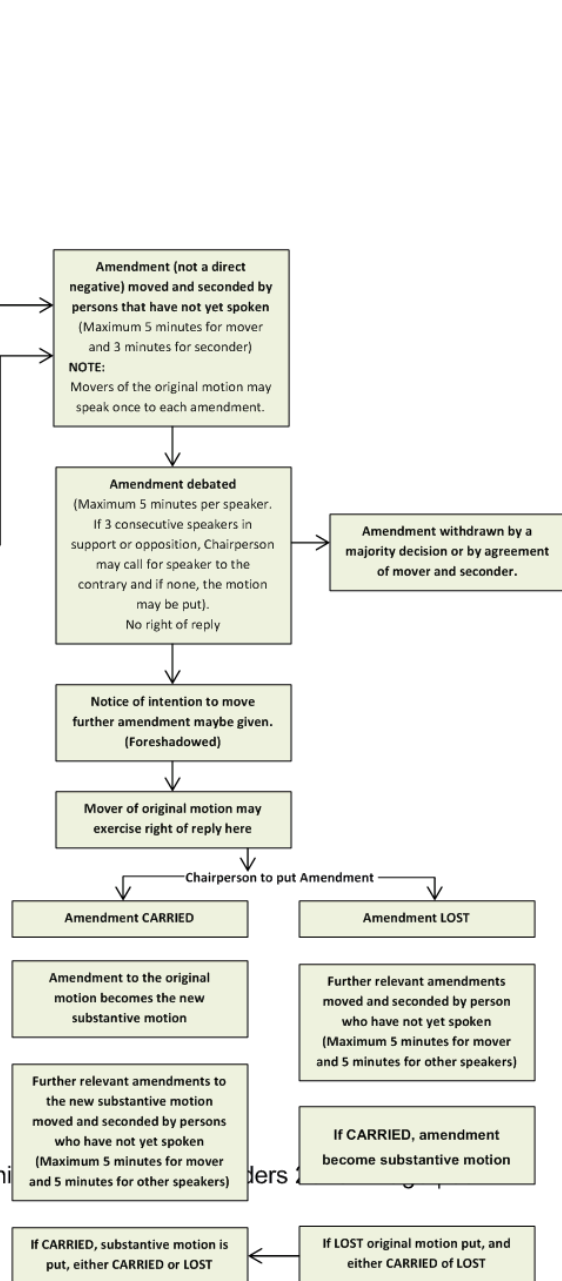 Amendment (not a direct
negative) moved and seconded by
persons that have not yet spoken
(Maximum 5 minutes for mover
and 3 minutes for seconder)
NOTE:
Movers of the original motion may
speak once to each amendment.
Amendment debated
(Maximum 5 minutes per speaker.
If 3 consecutive speakers in
support or opposition, Chairperson
may call for speaker to the
contrary and if none, the motion
may be put).
No right of reply
Amendment withdrawn by a
majority decision or by agreement
of mover and seconder.
Notice of intention to move
further amendment maybe given.
(Foreshadowed)
Mover of original motion may
exercise right of reply here
Chairperson to put Amendment
Amendment CARRIED
Amendment LOST
Amendment to the original
motion becomes the new
substantive motion
Further relevant amendments
moved and seconded by person
who have not yet spoken
(Maximum 5 minutes for mover
and 5 minutes for other speakers)
Further relevant amendments to
the new substantive motion
moved and seconded by persons
who have not yet spoken
(Maximum 5 minutes for mover
and 5 minutes for other speakers)
If CARRIED, amendment
become substantive motion
If CARRIED, substantive motion is
put, either CARRIED or LOST
If LOST original motion put, and
either CARRIED of LOST